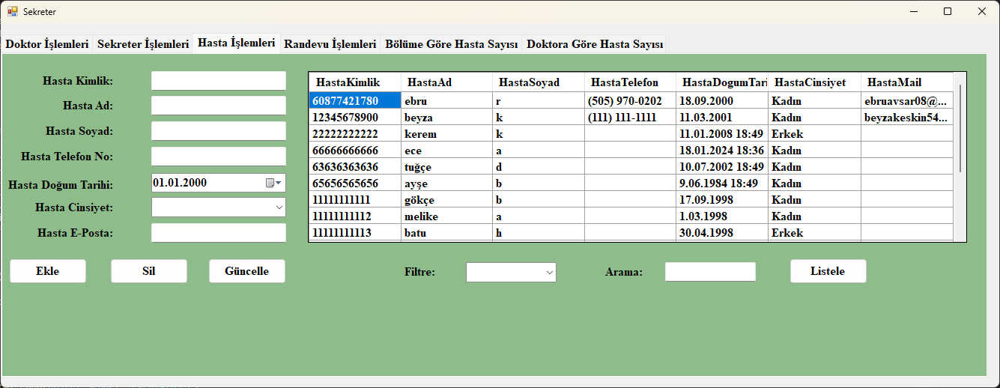 Sekreter
Doktor İşlemleri Sekreter İşlemleri Hasta İşlemleri Randevu İşlemleri Bölüme Göre Hasta Sayısı Doktora Göre Hasta Sayısı
Hasta Kimlik:
Hasta Ad:
Hasta Soyad:
Hasta Telefon No:
Hasta Doğum Tarihi: 01.01.2000
Hasta Cinsiyet:
Hasta E-Posta:
Ekle Sil Güncelle
HastaKimlik HastaAd HastaSoyad HastaTelefon HastaDogumTari HastaCinsiyet HastaMail
60877421780 ebru r (505) 970-0202 18.09.2000 Kadın ebruavsar08@...
12345678900 beyza k (111) 111-1111 11.03.2001 Kadın beyzakeskin54...
22222222222 kerem k 11.01.2008 18:49 Erkek
66666666666 ece a 18.01.2024 18:36 Kadın
63636363636 tuğçe d 10.07.2002 18:49 Kadın
65656565656 ayşe b 9.06.1984 18:49 Kadın
11111111111 gökçe b 17.09.1998 Kadın
11111111112 melike a 1.03.1998 Kadın
11111111113 batu h 30.04.1998 Erkek
Filtre: Arama: Listele